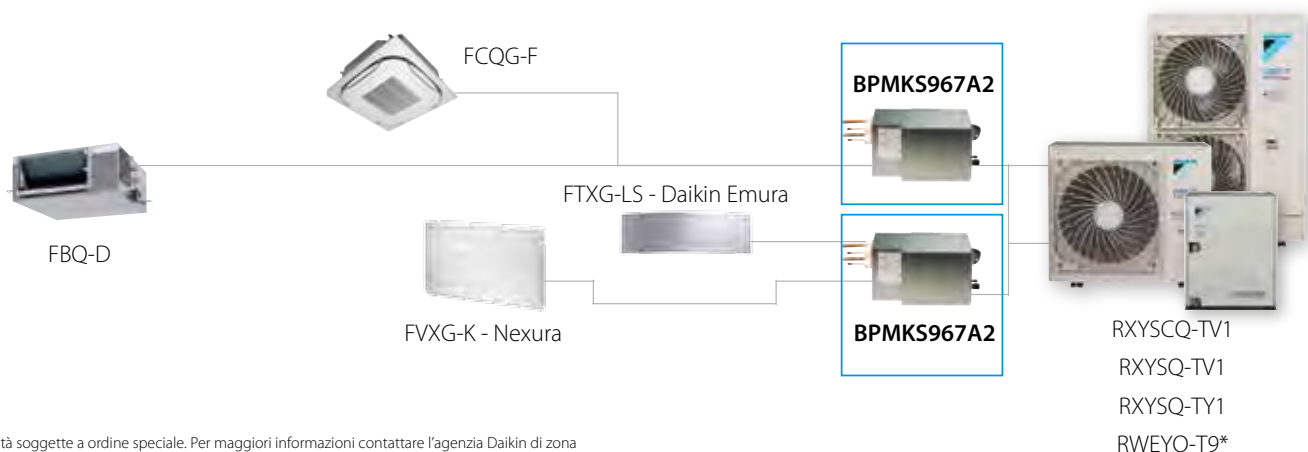 FCQG-F
BPMKS967A2
FTXG-LS - Daikin Emura
FBQ-D
FVXG-K - Nexura
BPMKS967A2
RXYSCQ-TV1
RXYSQ-TV1
RXYSQ-TY1
RWEYQ-T9*
tà soggette a ordine speciale. Per maggiori informazioni contattare l'agenzia Daikin di zona